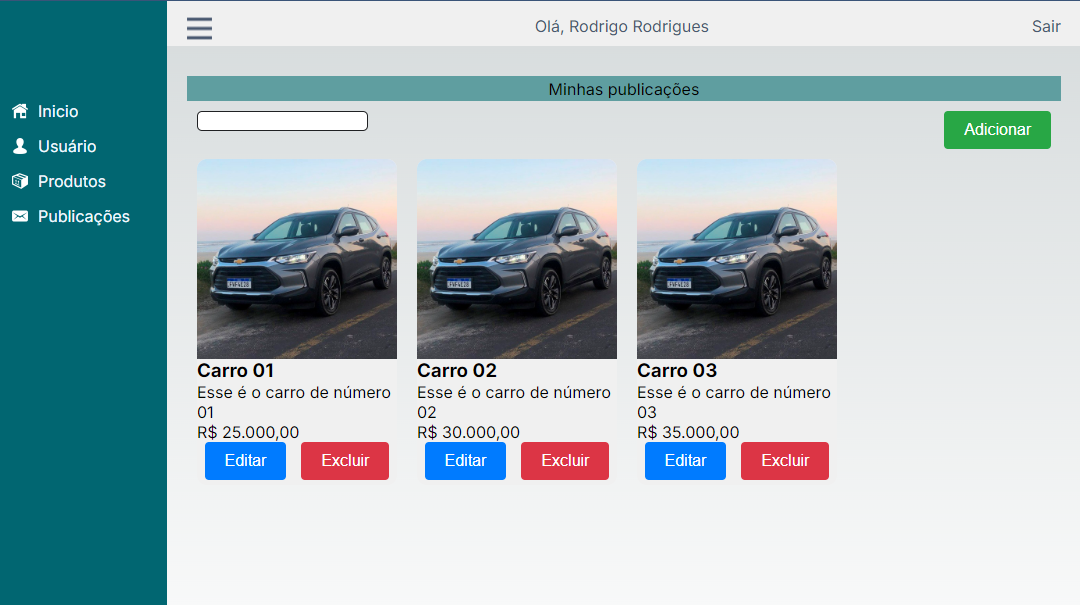 Olá, Rodrigo Rodrigues
Sair
Inicio
Usuário
Produtos
Publicações
Minhas publicações
Adicionar
Carro 01
Esse é o carro de número
01
R$ 25.000,00
Editar
Excluir
Carro 02
Esse é o carro de número
02
R$ 30.000,00
Editar
Excluir
Carro 03
Esse é o carro de número
03
R$ 35.000,00
Editar
Excluir